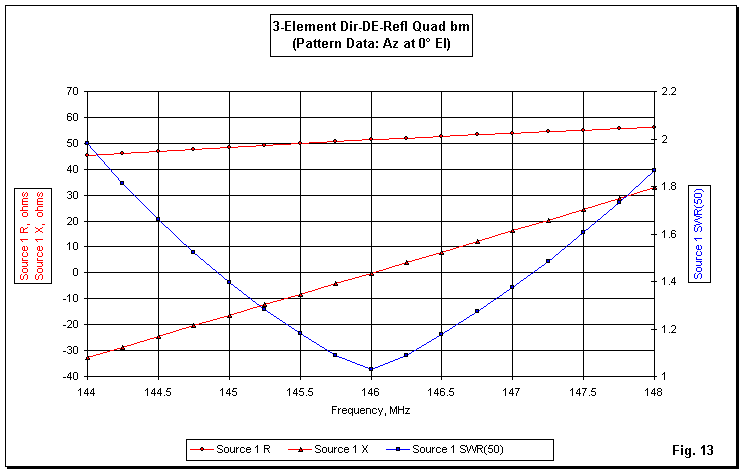 3-Element Dir-DE-Refl Quad bm
(Pattern Data: Az at 0° El)
70
60
50
40
30
20
10
0
-10
-20
-30
-40
2.2
2
1.8
1.6
1.4
1.2
1
Source 1 R, ohms
Source 1 X, ohms
Source 1 SWR(50)
144
144.5
145
145.5
146
146.5
147
147.5
148
Frequency, MHz
Source 1 R
Source 1 X
Source 1 SWR(50)
Fig. 13